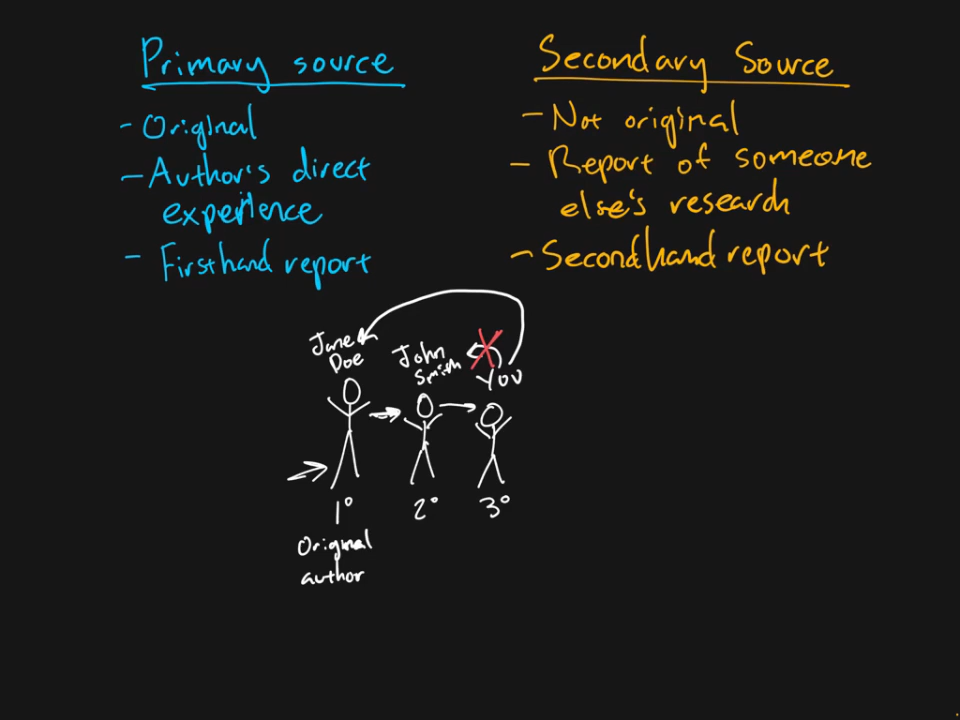 Primary source
- Original
- Author's direct
experience
- Firsthand report
Secondary Source
- Not original
- Report of someone
else's research
- Secondhand report
Jane
Doe
John
Smith
You
1°
2°
3°
Original
author